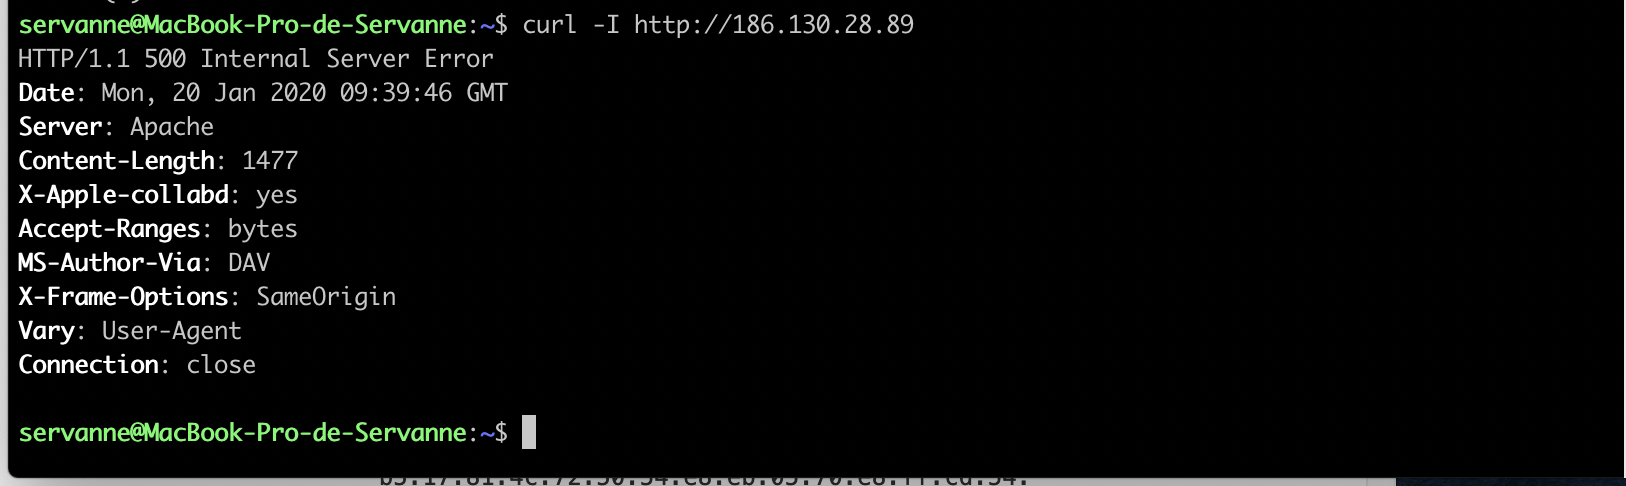 servanne@MacBook-Pro-de-Servanne:~$ curl -I http://186.130.28.89
HTTP/1.1 500 Internal Server Error
Date: Mon, 20 Jan 2020 09:39:46 GMT
Server: Apache
Content-Length: 1477
X-Apple-collabd: yes
Accept-Ranges: bytes
MS-Author-Via: DAV
X-Frame-Options: SameOrigin
Vary: User-Agent
Connection: close
servanne@MacBook-Pro-de-Servanne:~$